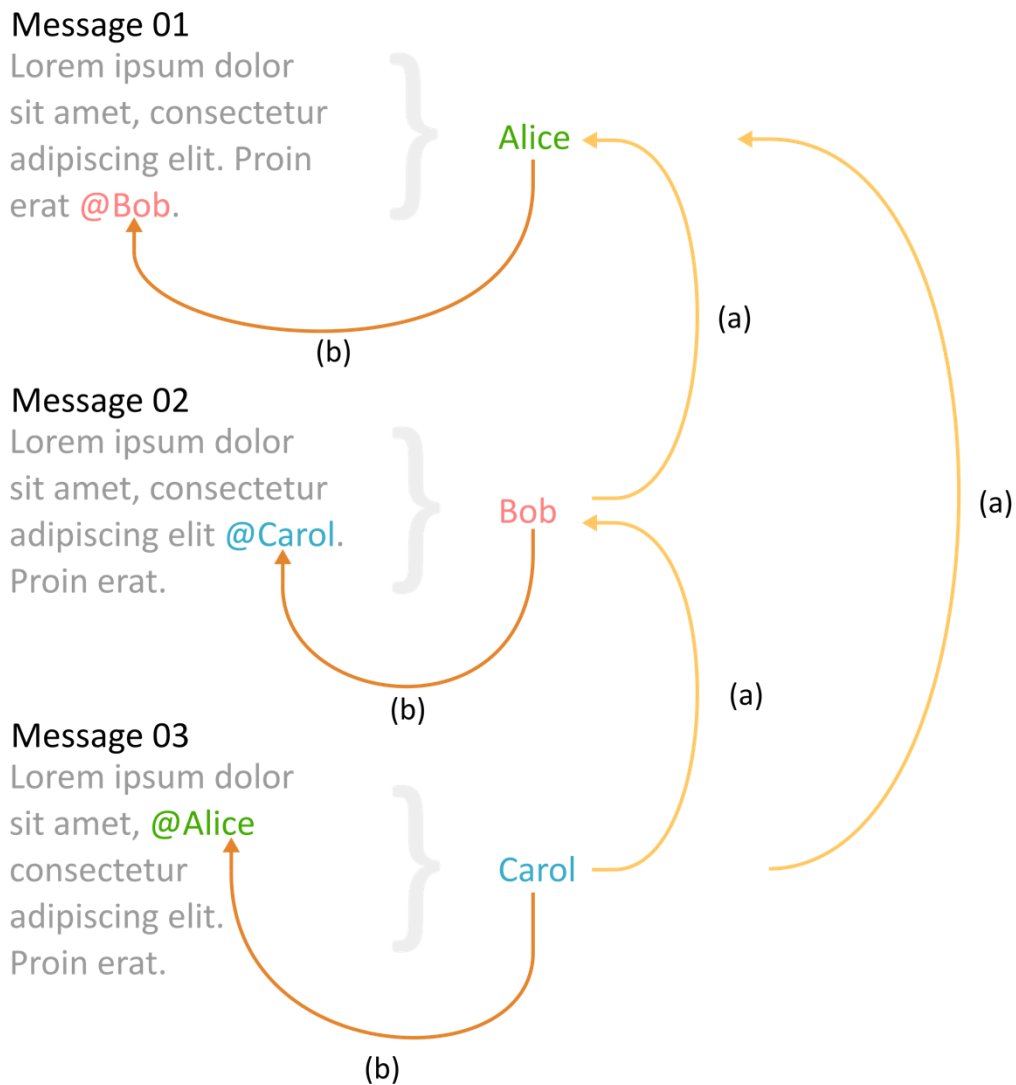 Message 01
Lorem ipsum dolor
sit amet, consectetur
adipiscing elit. Proin
erat @Bob.
Alice
(a)
(b)
Message 02
Lorem ipsum dolor
sit amet, consectetur
adipiscing elit @Carol.
Proin erat.
Bob
(a)
(a)
(b)
Message 03
Lorem ipsum dolor
sit amet, @Alice
consectetur
adipiscing elit.
Proin erat.
Carol
(b)